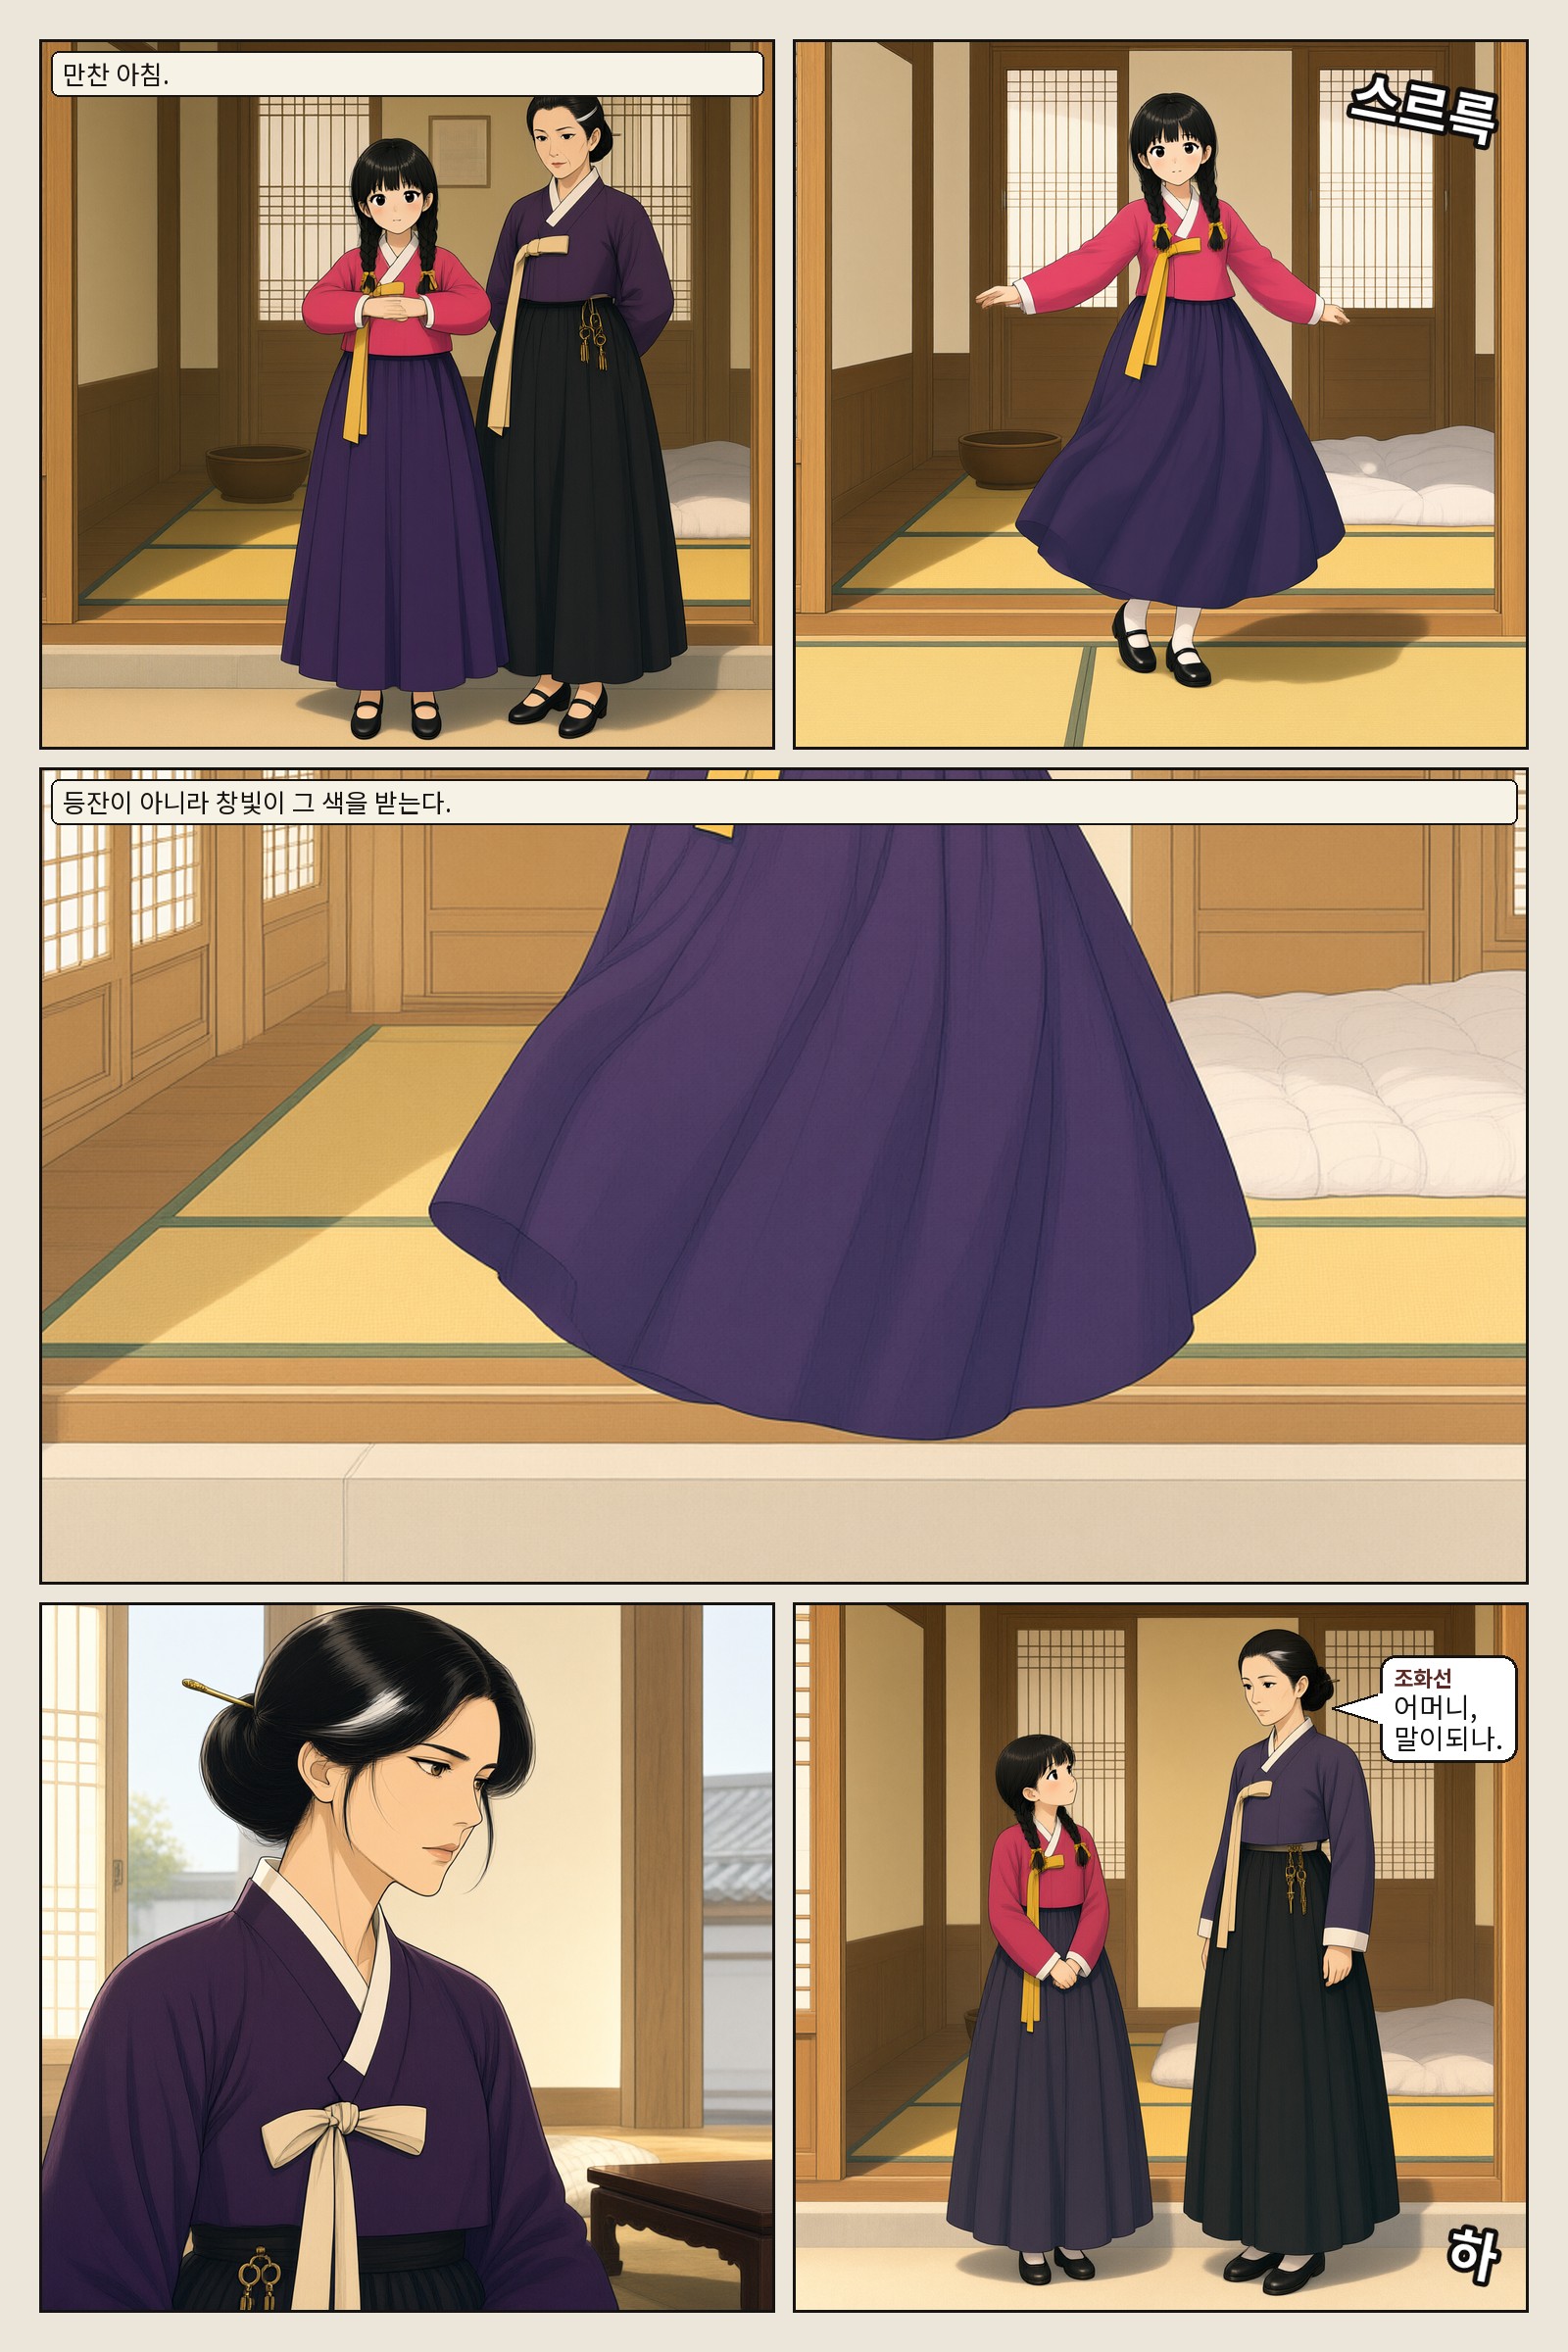 만찬 아침.
스르륵
등잔이 아니라 창빛이 그 색을 받는다.
조화선
어머니,
말이되나.
하